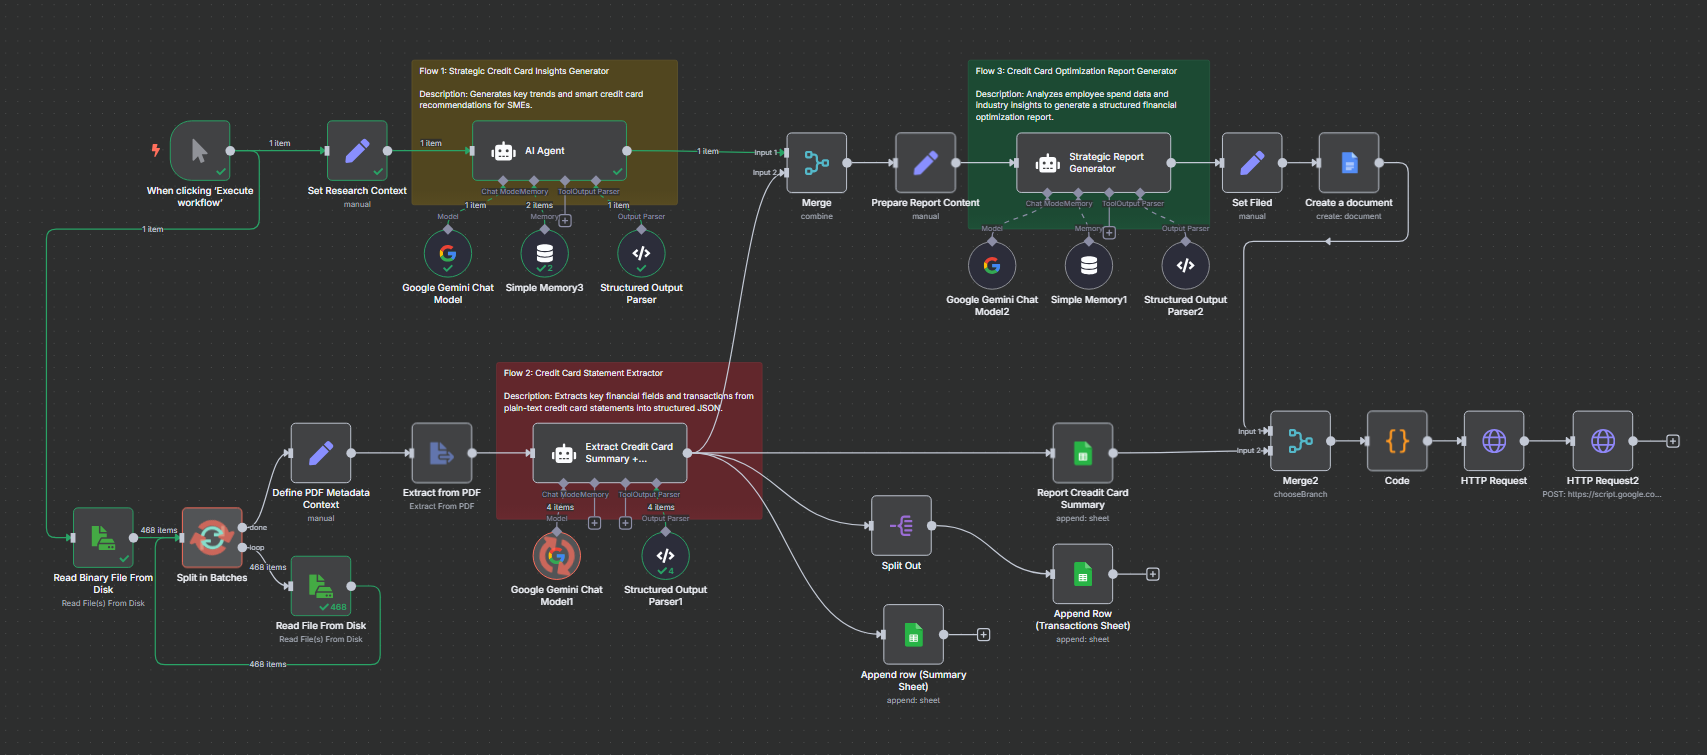 Flow 1: Strategic Credit Card Insights Generator
Description: Generates key trends and smart credit card
recommendations for SMEs.
Flow 3: Credit Card Optimization Report Generator
Description: Analyzes employee spend data and
industry insights to generate a structured financial
optimization report.
1 item
1 item
AI Agent
1 item
Input 1
Input 2
Strategic Report
Generator
When clicking ‘Execute
workflow’
Set Research Context
manual
Chat Model
Memory
Tool
Output Parser
1 item
2 items
1 item
Model
Memory
Output Parser
Merge
combine
Prepare Report Content
manual
Chat Model
Memory
Tool
Output Parser
Model
Memory
Output Parser
Set Filed
manual
Create a document
create: document
1 item
2
Google Gemini Chat
Model
Simple Memory3
Structured Output
Parser
Google Gemini Chat
Model2
Simple Memory1
Structured Output
Parser2
Flow 2: Credit Card Statement Extractor
Description: Extracts key financial fields and transactions from
plain-text credit card statements into structured JSON.
Extract Credit Card
Summary +...
Input 1
Input 2
Define PDF Metadata
Context
manual
Extract from PDF
Extract From PDF
Chat Model
Memory
Tool
Output Parser
4 items
4 items
Model
Output Parser
Report Creadit Card
Summary
append: sheet
Merge2
chooseBranch
Code
HTTP Request
HTTP Request2
POST: https://script.google.co...
468 items
done
loop
468 items
Read Binary File From
Disk
Read File(s) From Disk
Split in Batches
468
Read File From Disk
Read File(s) From Disk
468 items
4
Google Gemini Chat
Model1
Structured Output
Parser1
Split Out
Append Row
(Transactions Sheet)
append: sheet
Append row (Summary
Sheet)
append: sheet